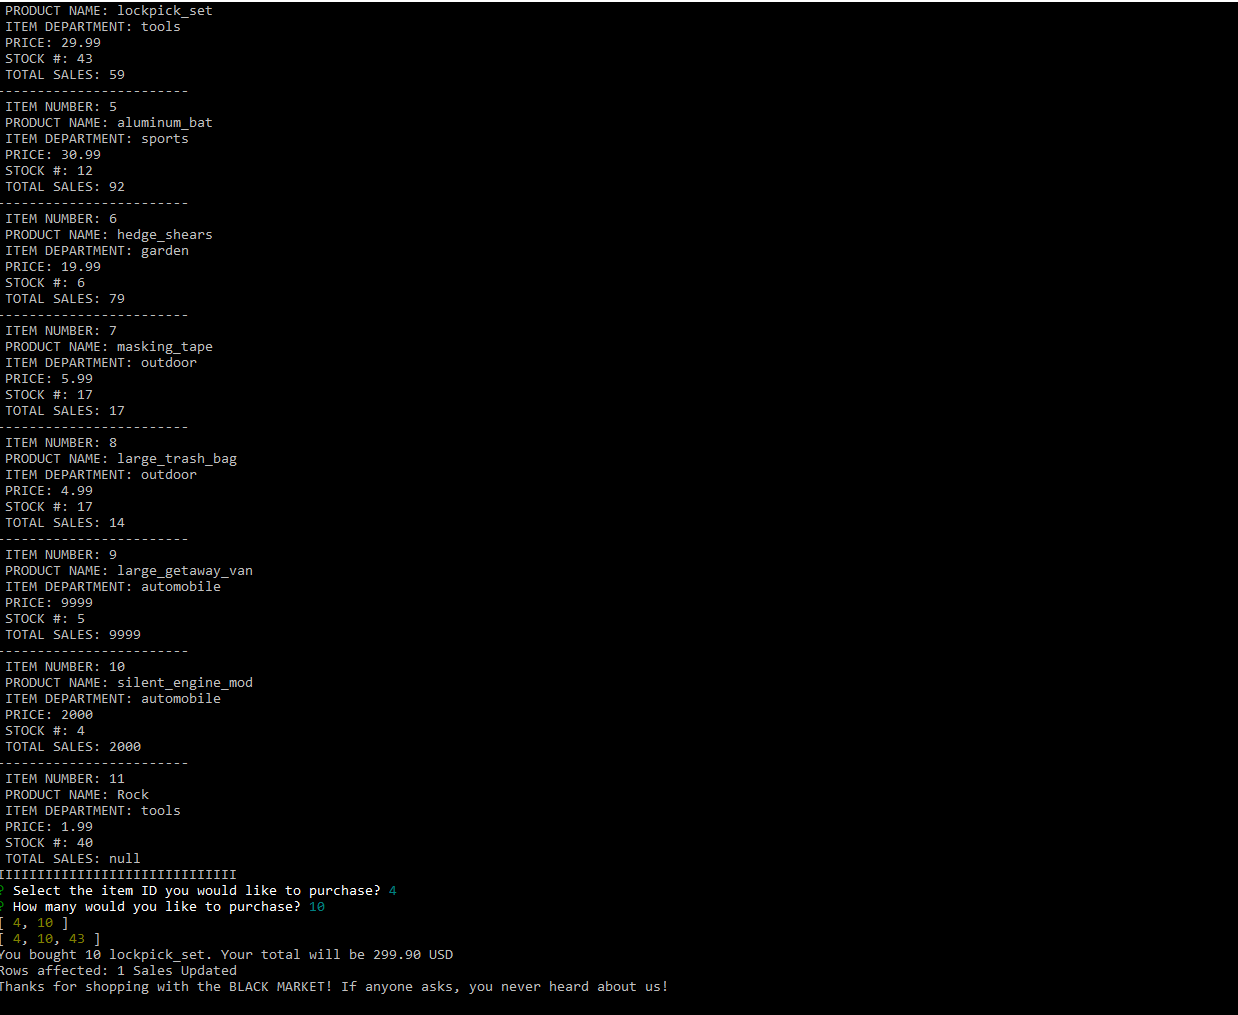 PRODUCT NAME: lockpick_set
ITEM DEPARTMENT: tools
PRICE: 29.99
STOCK #: 43
TOTAL SALES: 59
------------------------
ITEM NUMBER: 5
PRODUCT NAME: aluminum_bat
ITEM DEPARTMENT: sports
PRICE: 30.99
STOCK #: 12
TOTAL SALES: 92
------------------------
ITEM NUMBER: 6
PRODUCT NAME: hedge_shears
ITEM DEPARTMENT: garden
PRICE: 19.99
STOCK #: 6
TOTAL SALES: 79
------------------------
ITEM NUMBER: 7
PRODUCT NAME: masking_tape
ITEM DEPARTMENT: outdoor
PRICE: 5.99
STOCK #: 17
TOTAL SALES: 17
------------------------
ITEM NUMBER: 8
PRODUCT NAME: large_trash_bag
ITEM DEPARTMENT: outdoor
PRICE: 4.99
STOCK #: 17
TOTAL SALES: 14
------------------------
ITEM NUMBER: 9
PRODUCT NAME: large_getaway_van
ITEM DEPARTMENT: automobile
PRICE: 9999
STOCK #: 5
TOTAL SALES: 9999
------------------------
ITEM NUMBER: 10
PRODUCT NAME: silent_engine_mod
ITEM DEPARTMENT: automobile
PRICE: 2000
STOCK #: 4
TOTAL SALES: 2000
------------------------
ITEM NUMBER: 11
PRODUCT NAME: Rock
ITEM DEPARTMENT: tools
PRICE: 1.99
STOCK #: 40
TOTAL SALES: null
IIIIIIIIIIIIIIIIIIIIIIIIIIIIII
? Select the item ID you would like to purchase? 4
? How many would you like to purchase? 10
[ 4, 10 ]
[ 4, 10, 43 ]
You bought 10 lockpick_set. Your total will be 299.90 USD
Rows affected: 1 Sales Updated
Thanks for shopping with the BLACK MARKET! If anyone asks, you never heard about us!